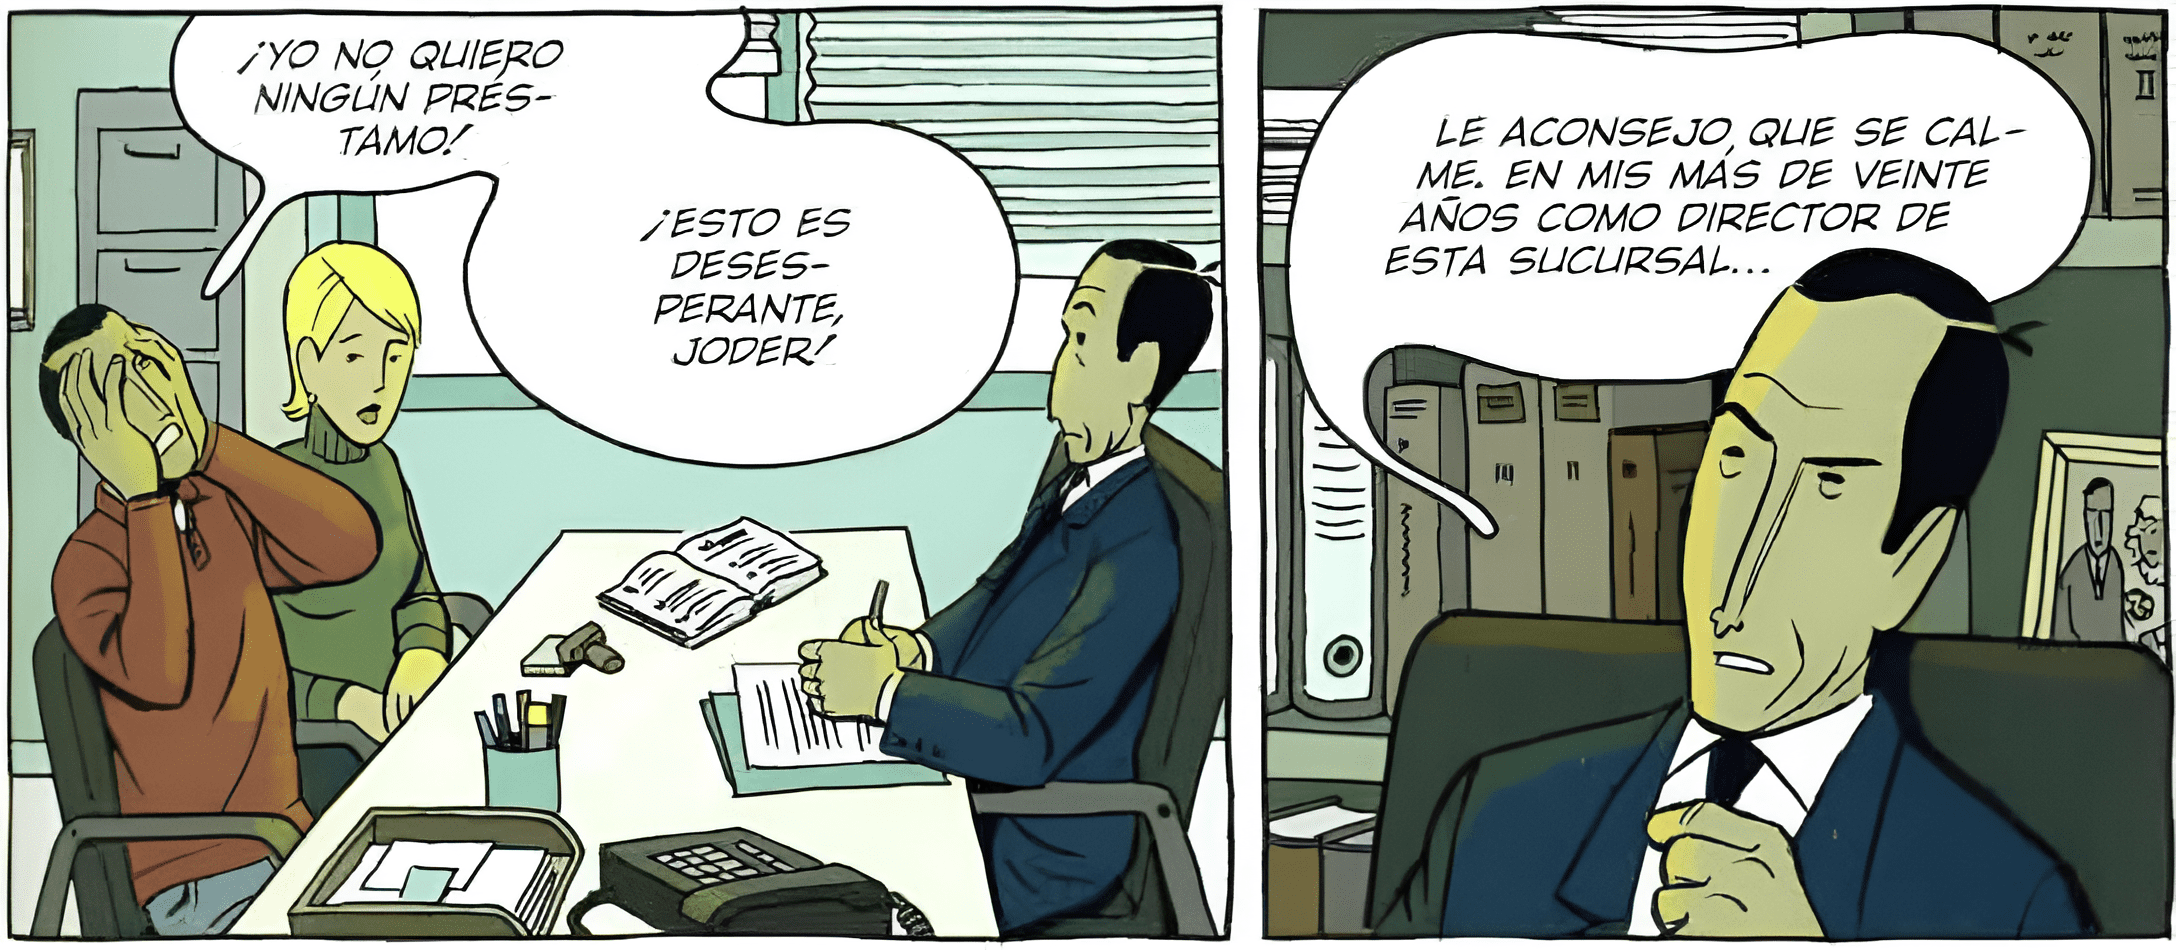 ¡YO NO QUIERO
NINGÚN PRÉS-
TAMO!
¡ESTO ES
DESES-
PERANTE,
JODER!
LE ACONSEJO, QUE SE CAL-
ME. EN MIS MÁS DE VEINTE
AÑOS COMO DIRECTOR DE
ESTA SUCURSAL...